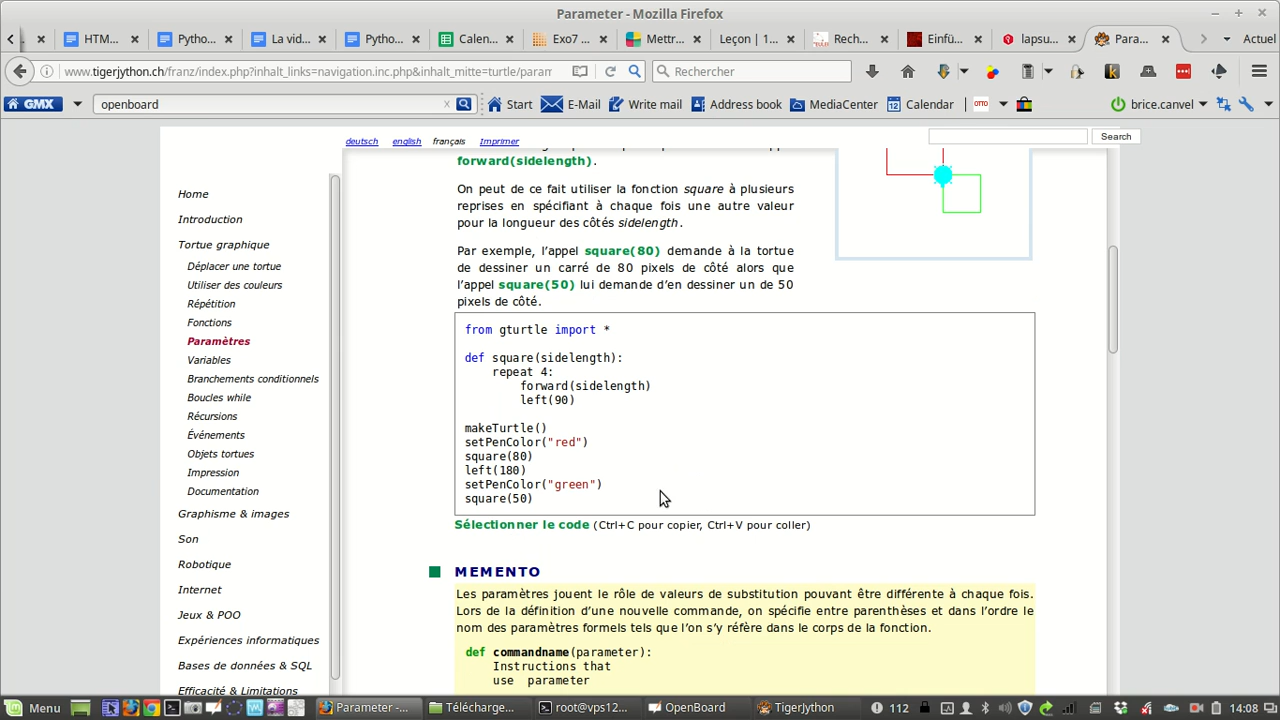 Parameter - Mozilla Firefox
HTM...
Pytho...
La vid...
Pytho...
Calen...
Exo7 ...
Mettr...
Leçon | 1...
Rech...
Einfü...
lapsu...
Para...
Actuel
www.tigerjython.ch/franz/index.php?inhalt_links=navigation.inc.php&inhalt_mitte=turtle/param
Rechercher
GMX
openboard
Start
E-Mail
Write mail
Address book
MediaCenter
Calendar
OTTO
brice.canvel
deutsch english français Imprimer
Search
Home
Introduction
Tortue graphique
Déplacer une tortue
Utiliser des couleurs
Répétition
Fonctions
Paramètres
Variables
Branchements conditionnels
Boucles while
Récursions
Événements
Objets tortues
Impression
Documentation
Graphisme & images
Son
Robotique
Internet
Jeux & POO
Expériences informatiques
Bases de données & SQL
Efficacité & Limitations
forward(sidelength).
On peut de ce fait utiliser la fonction square à plusieurs
reprises en spécifiant à chaque fois une autre valeur
pour la longueur des côtés sidelength.
Par exemple, l'appel square(80) demande à la tortue
de dessiner un carré de 80 pixels de côté alors que
l'appel square(50) lui demande d'en dessiner un de 50
pixels de côté.
from gturtle import *
def square(sidelength):
repeat 4:
forward(sidelength)
left(90)
makeTurtle()
setPenColor("red")
square(80)
left(180)
setPenColor("green")
square(50)
Sélectionner le code (Ctrl+C pour copier, Ctrl+V pour coller)
MEMENTO
Les paramètres jouent le rôle de valeurs de substitution pouvant être différente à chaque fois.
Lors de la définition d'une nouvelle commande, on spécifie entre parenthèses et dans l'ordre le
nom des paramètres formels tels que l'on s'y réfère dans le corps de la fonction.
def commandname(parameter):
Instructions that
use parameter
Menu
Parameter -...
Télécharge...
root@vps12...
OpenBoard
TigerJython
112
14:08